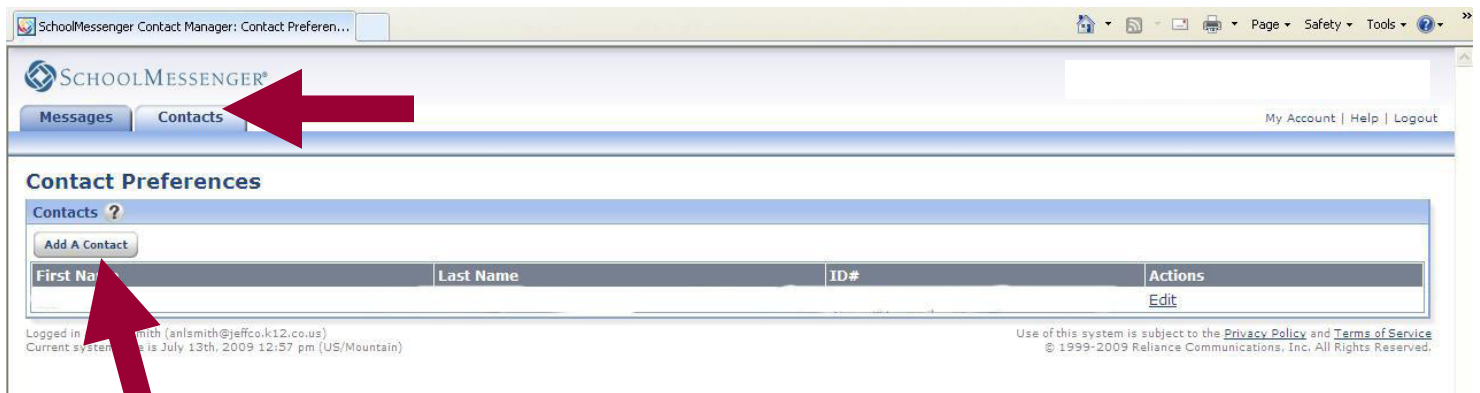 SchoolMessenger Contact Manager: Contact Preferen...
Page Safety Tools
SCHOOLMESSENGER®
Messages Contacts
My Account | Help | Logout
Contact Preferences
Contacts ?
Add A Contact
First Last Name ID# Actions
Edit
Logged in (anlsmith@jeffco.k12.co.us)
Use of this system is subject to the Privacy Policy and Terms of Service
Current is July 13th, 2009 12:57 pm (US/Mountain)
© 1999-2009 Reliance Communications, Inc. All Rights Reserved.